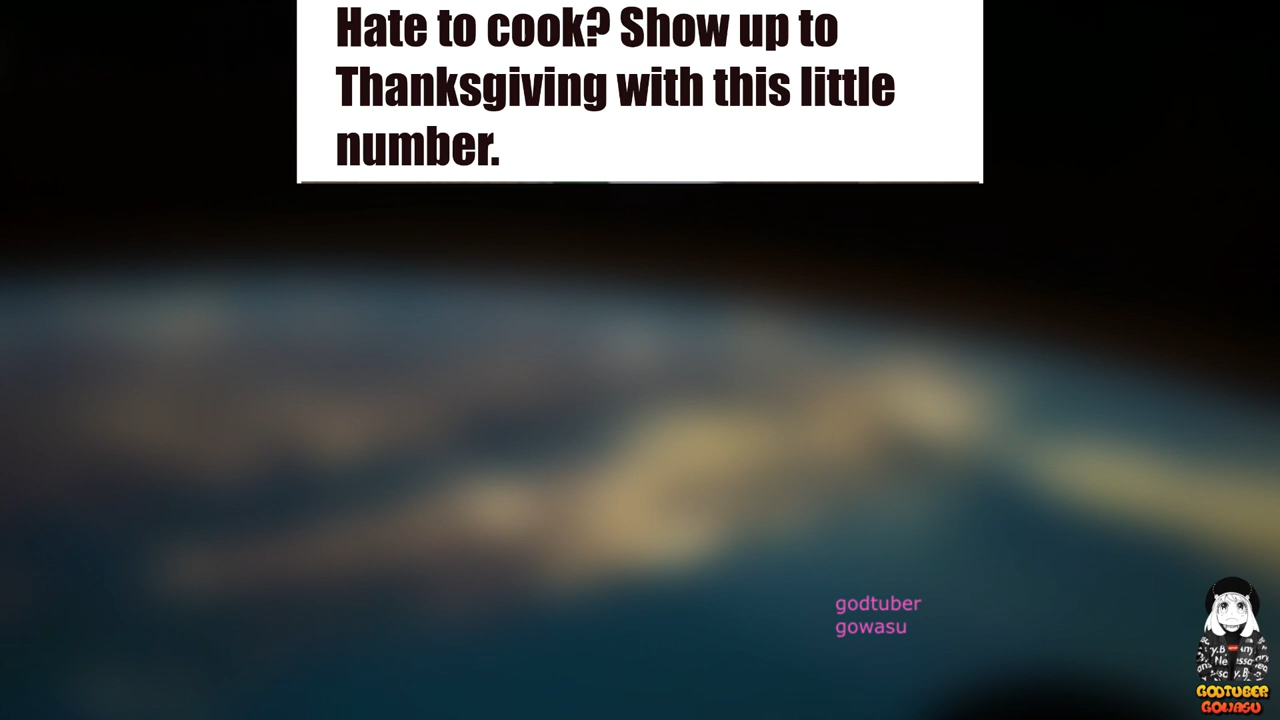 Hate to cook? Show up to
Thanksgiving with this little
number.
godtuber
gowasu
GODTUBER
GOWASU